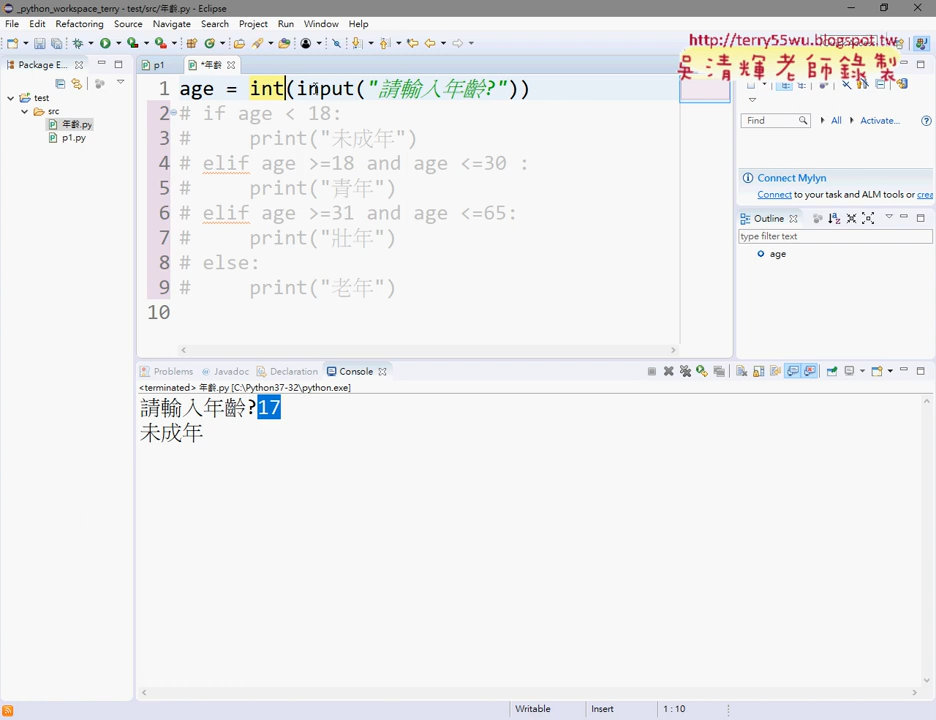 _python_workspace_terry - test/src/年齡.py - Eclipse
File Edit Refactoring Source Navigate Search Project Run Window Help
http://terry55wu.blogspot.tw
吳清輝老師錄製
Package E...
p1
*年齡
test
src
年齡.py
p1.py
1 age = int(input("請輸入年齡?"))
2 # if age < 18:
3 #     print("未成年")
4 # elif age >=18 and age <=30 :
5 #     print("青年")
6 # elif age >=31 and age <=65:
7 #     print("壯年")
8 # else:
9 #     print("老年")
10
Find
All
Activate...
Connect Mylyn
Connect to your task and ALM tools or crea
Outline
type filter text
age
Problems Javadoc Declaration Console
<terminated> 年齡.py [C:\Python37-32\python.exe]
請輸入年齡?17
未成年
Writable Insert 1 : 10